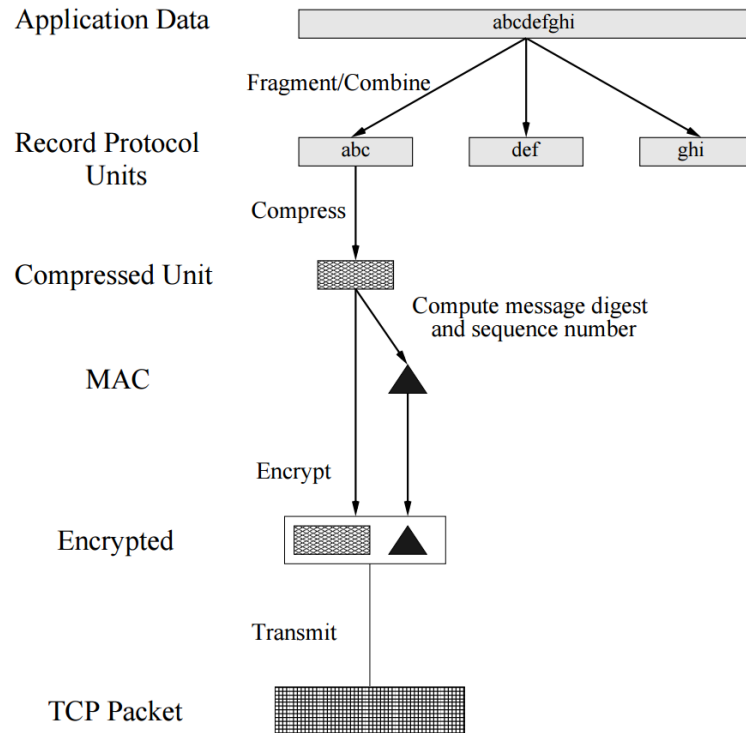 Application Data
abcdefghi
Fragment/Combine
Record Protocol
Units
abc
def
ghi
Compress
Compressed Unit
Compute message digest
and sequence number
MAC
Encrypt
Encrypted
Transmit
TCP Packet